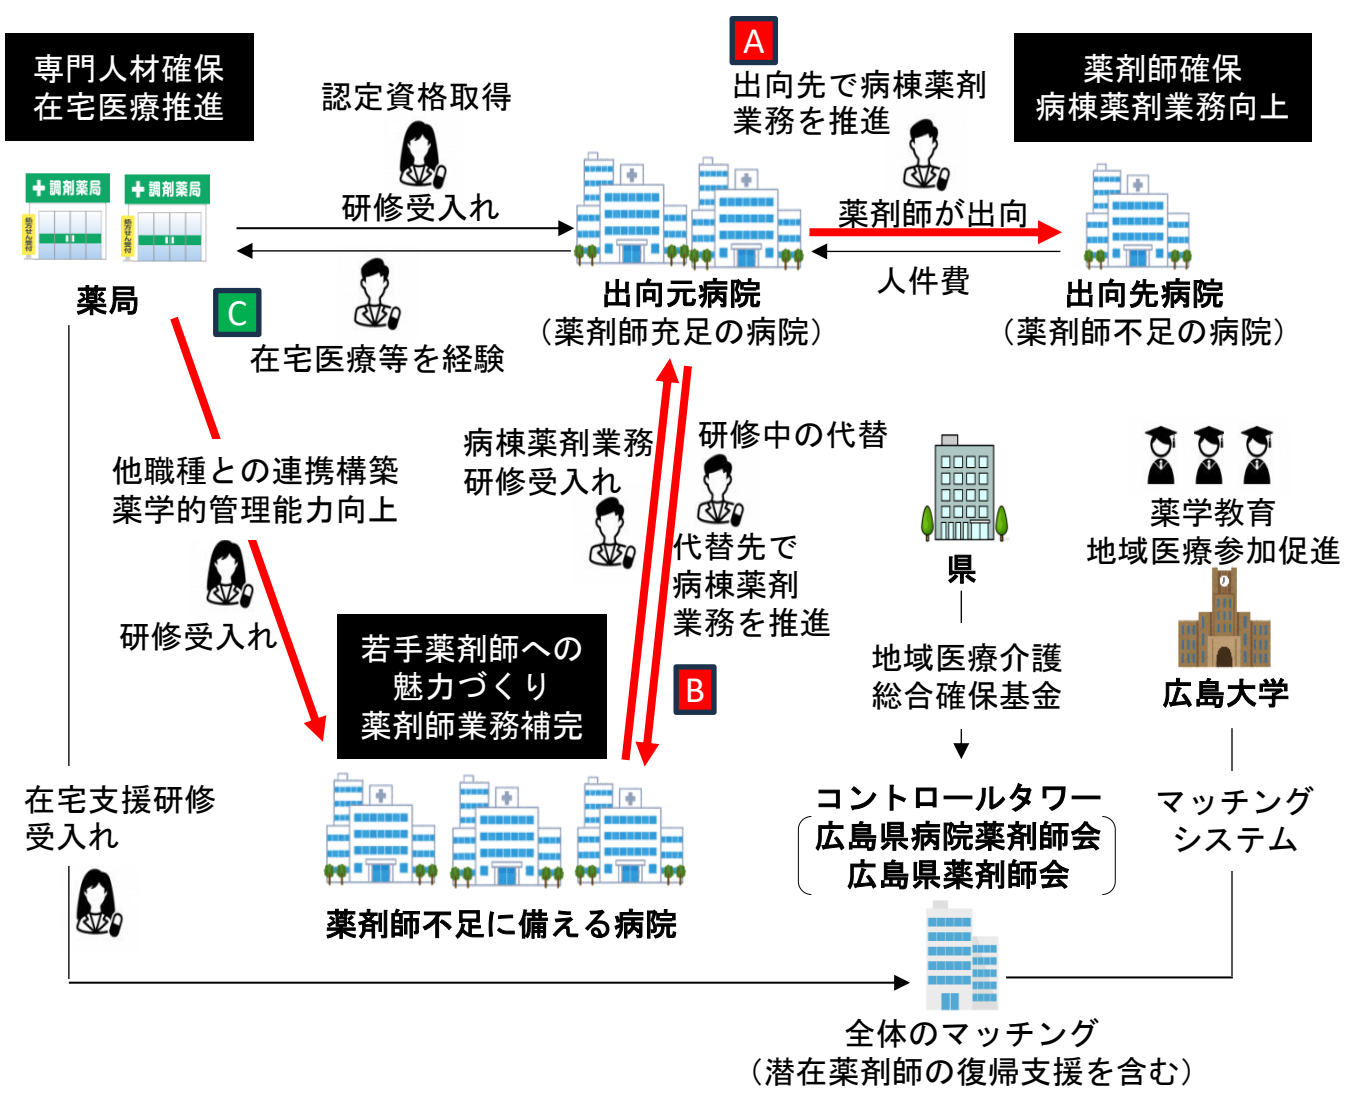 専門人材確保
在宅医療推進
認定資格取得
研修受入れ
A
出向先で病棟薬剤
業務を推進
薬剤師確保
病棟薬剤業務向上
調剤薬局
処方せん受付
調剤薬局
処方せん受付
薬局
薬剤師が出向
人件費
出向元病院
（薬剤師充足の病院）
出向先病院
（薬剤師不足の病院）
C
在宅医療等を経験
他職種との連携構築
薬学的管理能力向上
研修受入れ
病棟薬剤業務
研修受入れ
研修中の代替
代替先で
病棟薬剤
業務を推進
B
県
地域医療介護
総合確保基金
薬学教育
地域医療参加促進
広島大学
若手薬剤師への
魅力づくり
薬剤師業務補完
薬剤師不足に備える病院
在宅支援研修
受入れ
コントロールタワー
広島県病院薬剤師会
広島県薬剤師会
マッチング
システム
全体のマッチング
（潜在薬剤師の復帰支援を含む）